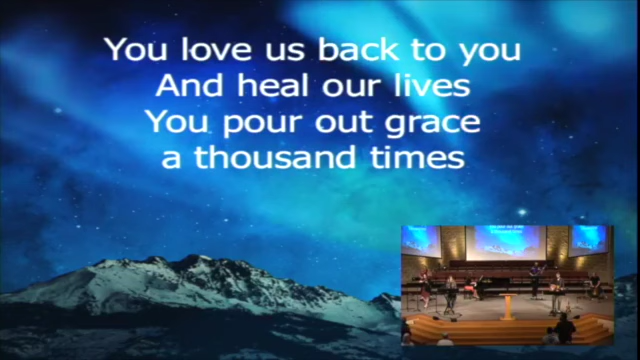 You love us back to you
And heal our lives
You pour out grace
a thousand times